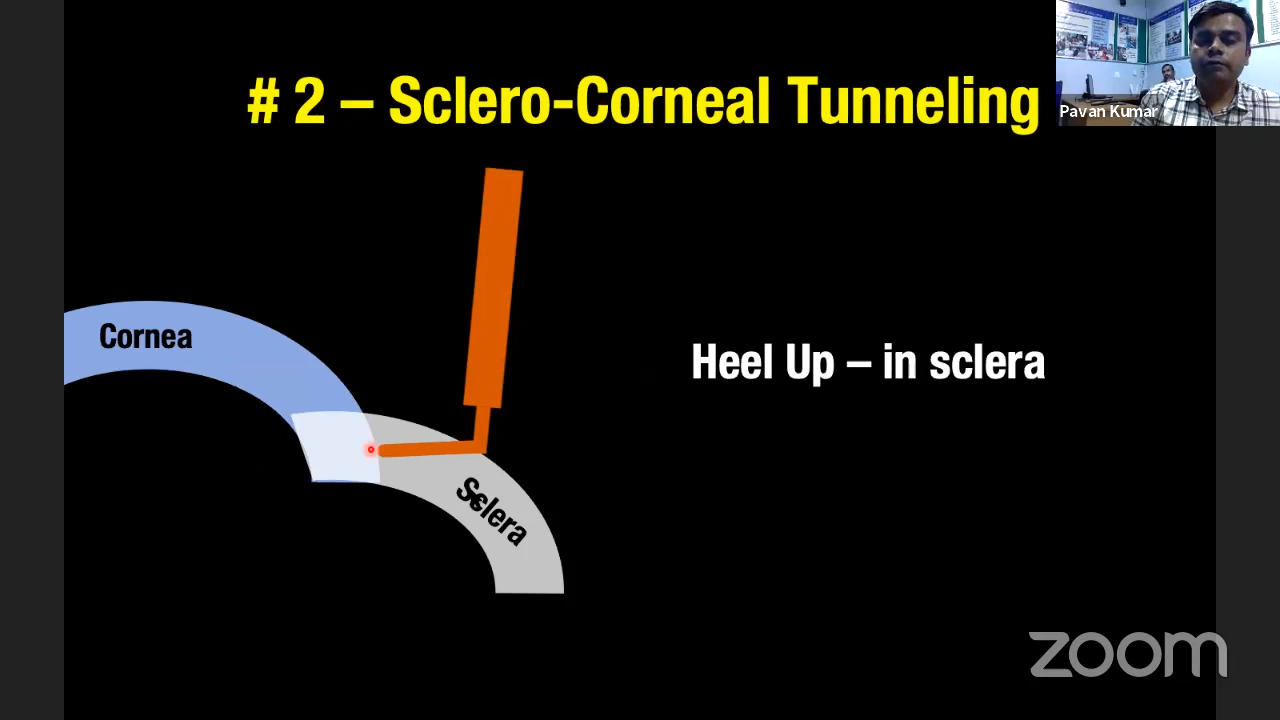 # 2 – Sclero-Corneal Tunneling
Pavan Kumar
Cornea
Heel Up – in sclera
Sclera
zoom